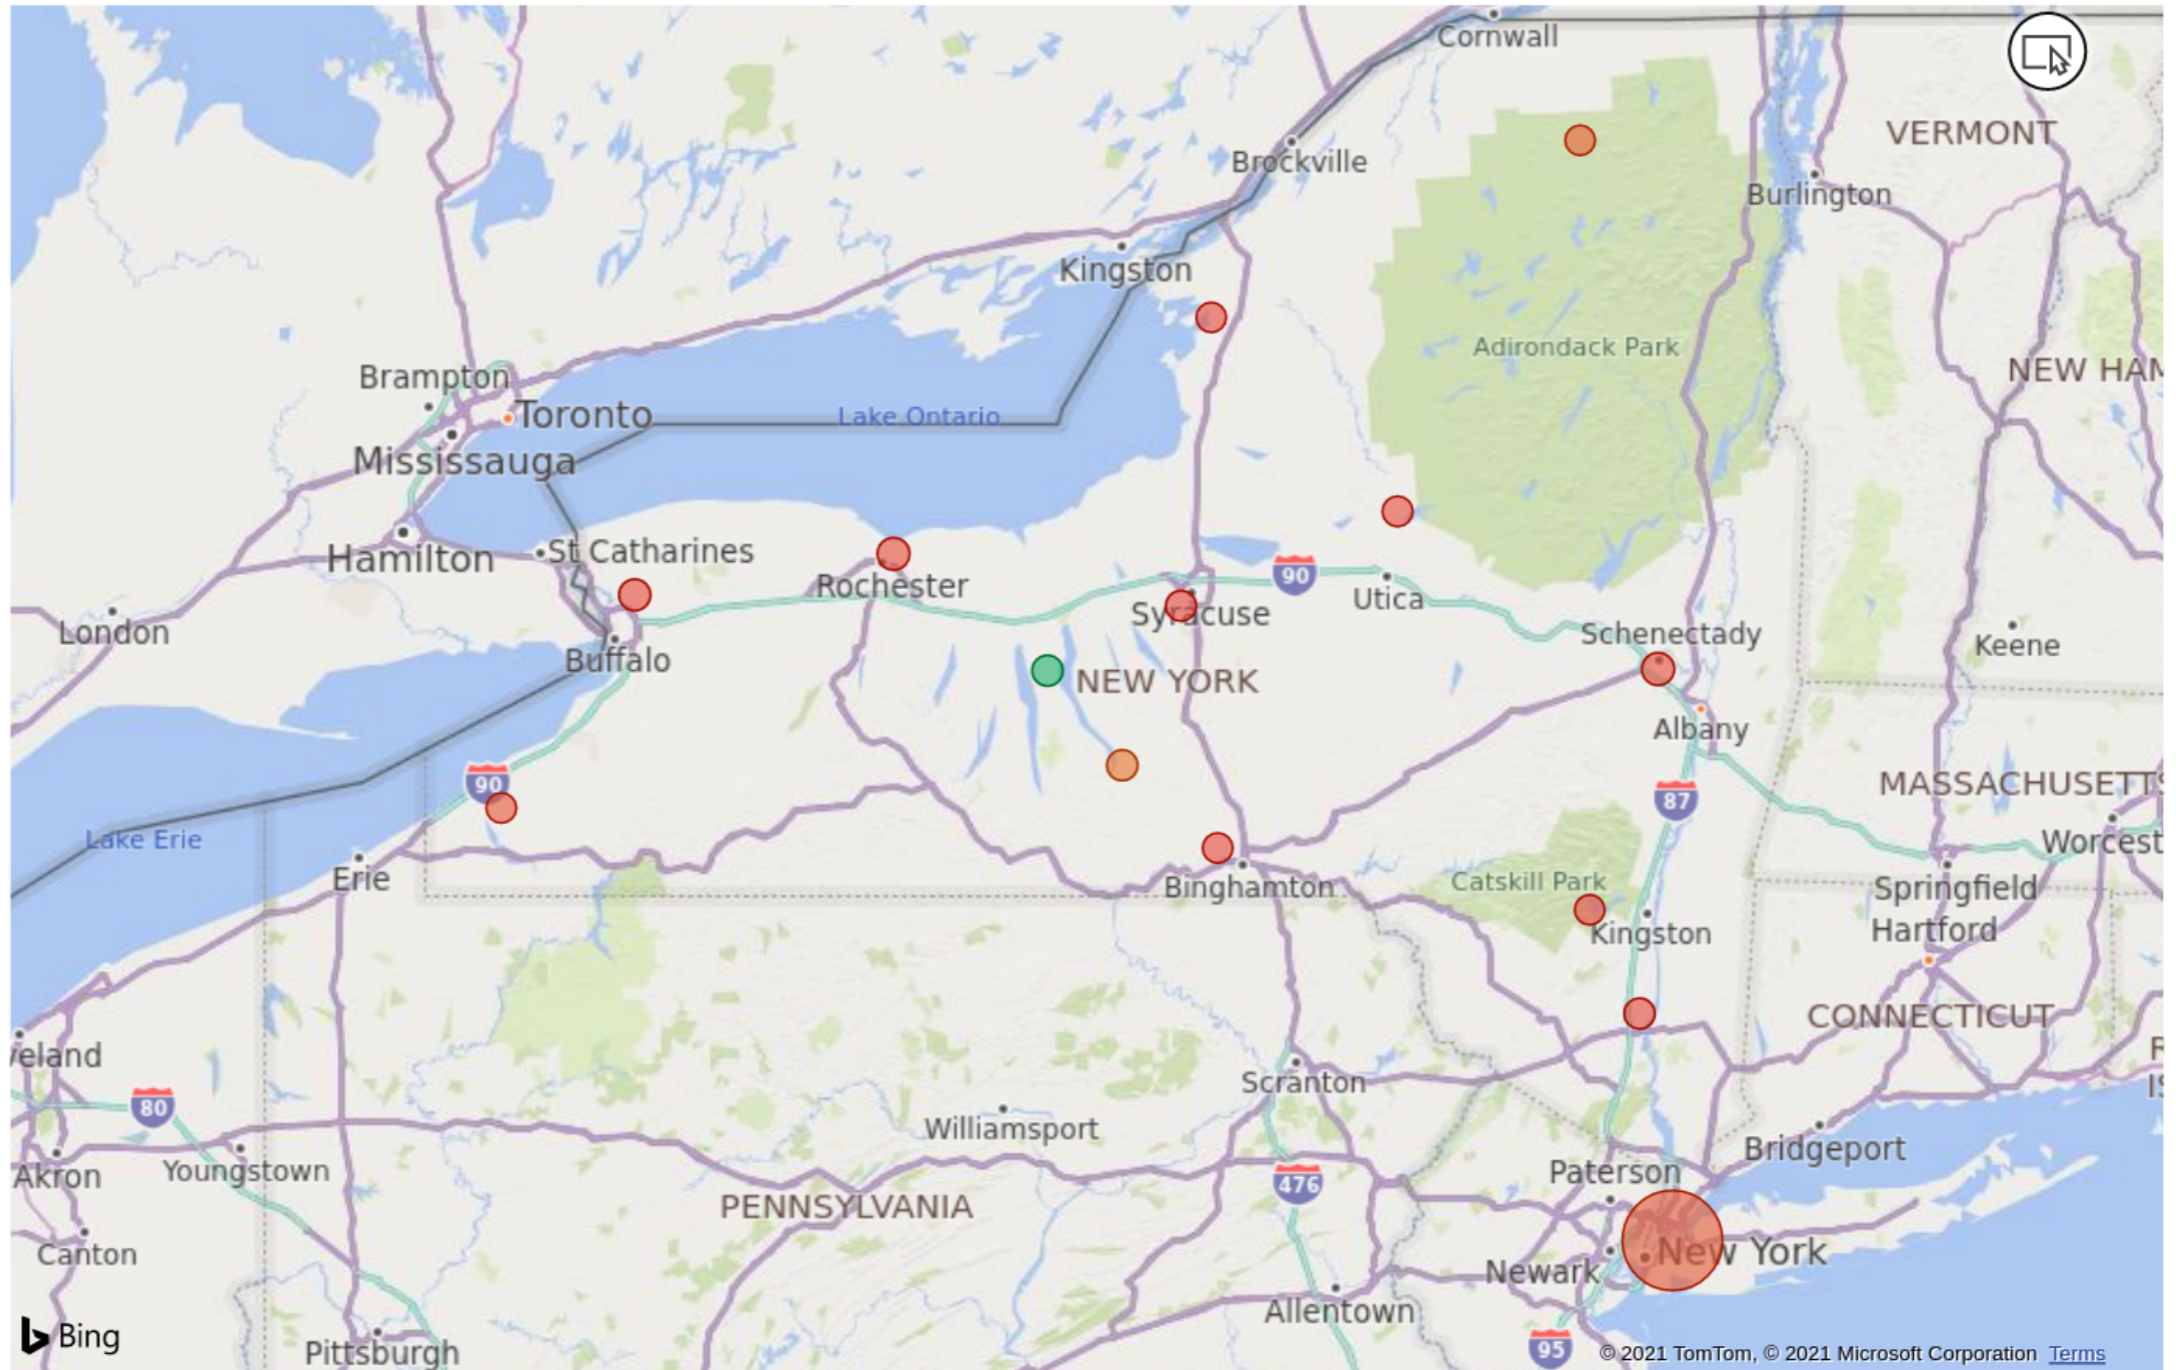 Cornwall
VERMONT
Brockville
Burlington
Kingston
Adirondack Park
NEW HAM
Brampton
Toronto
Lake Ontario
Mississauga
Hamilton
St Catharines
Rochester
90
Syracuse
Utica
London
Buffalo
Schenectady
Keene
NEW YORK
Albany
90
87
MASSACHUSETTS
Lake Erie
Worcest
Erie
Binghamton
Catskill Park
Springfield
Kingston
Hartford
CONNECTICUT
veland
R
IS
80
Scranton
Williamsport
Bridgeport
Akron
Youngstown
Paterson
476
PENNSYLVANIA
Canton
New York
Newark
Allentown
Bing
Pittsburgh
95
© 2021 TomTom, © 2021 Microsoft Corporation Terms